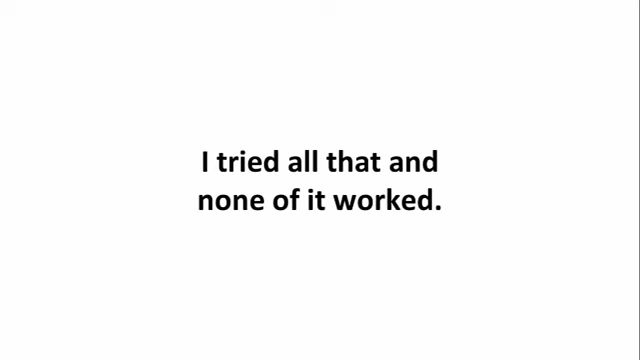 I tried all that and
none of it worked.